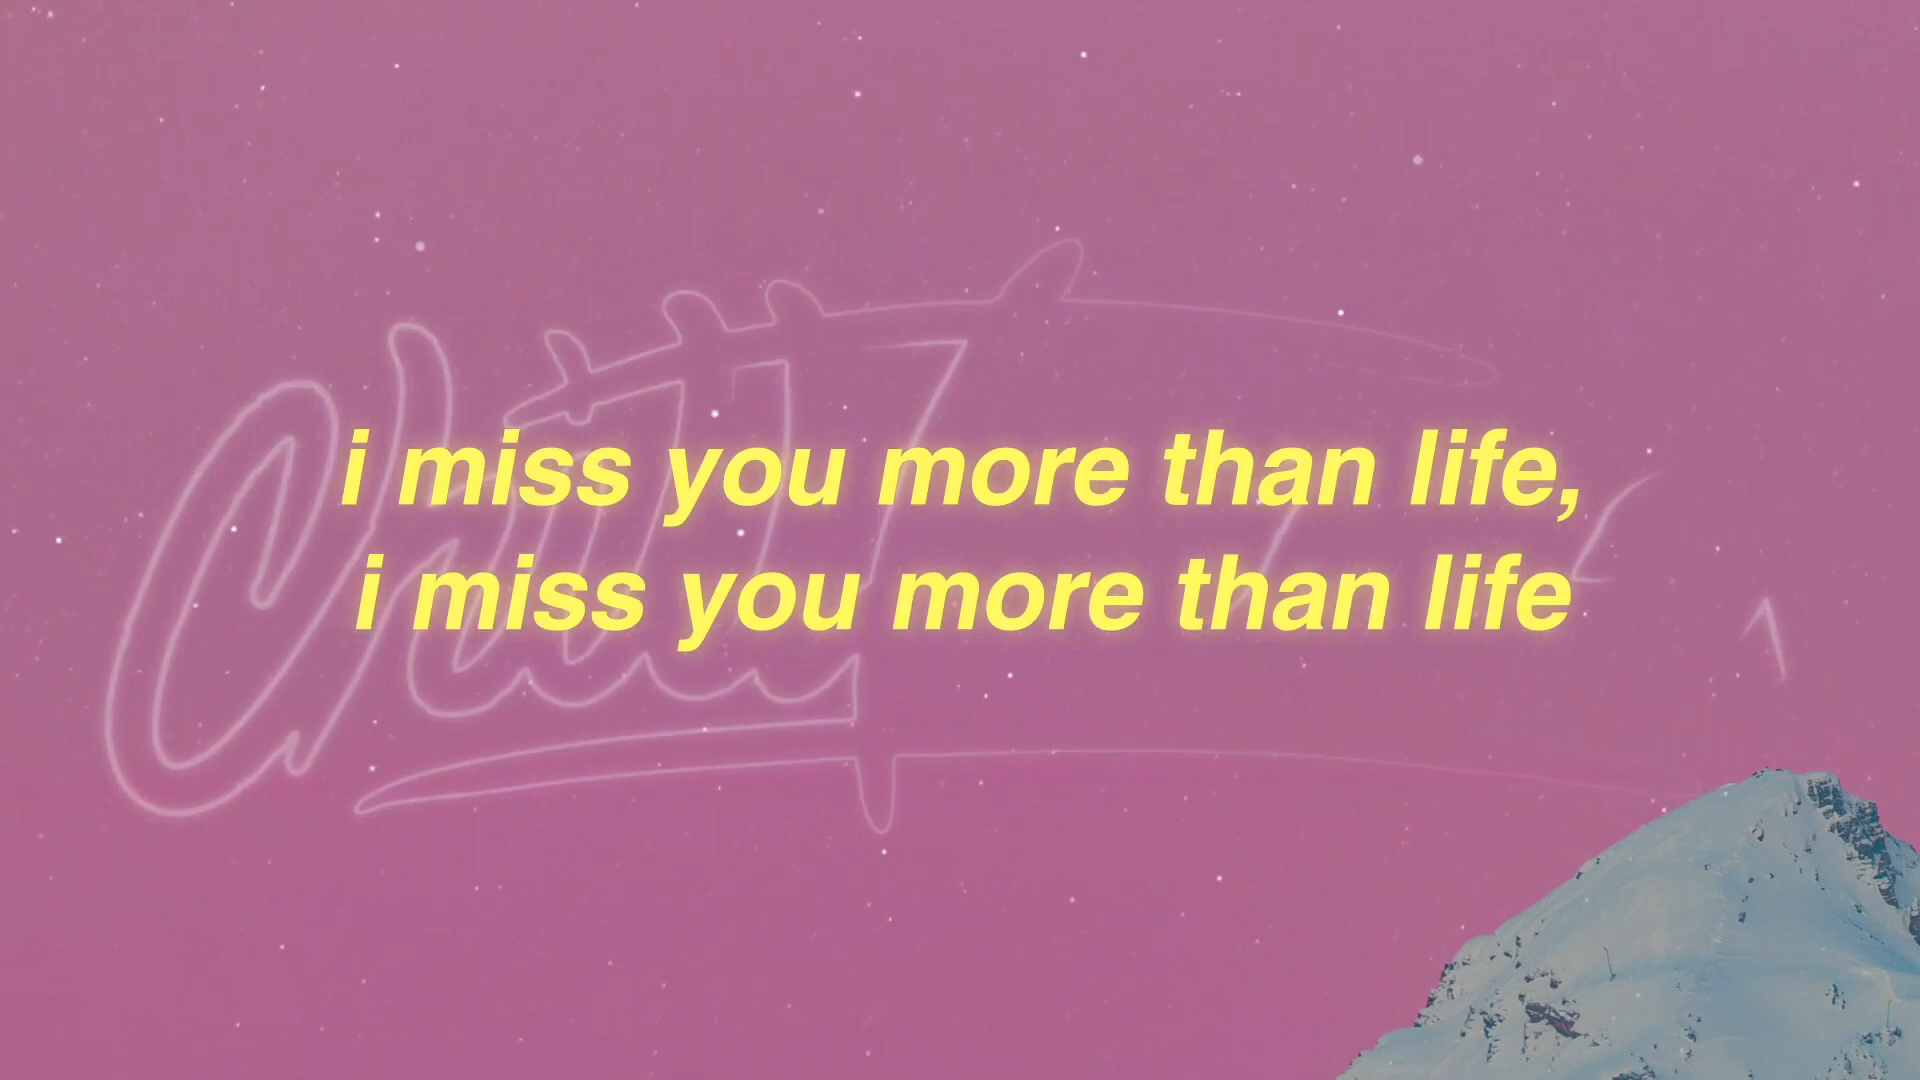 i miss you more than life,
i miss you more than life